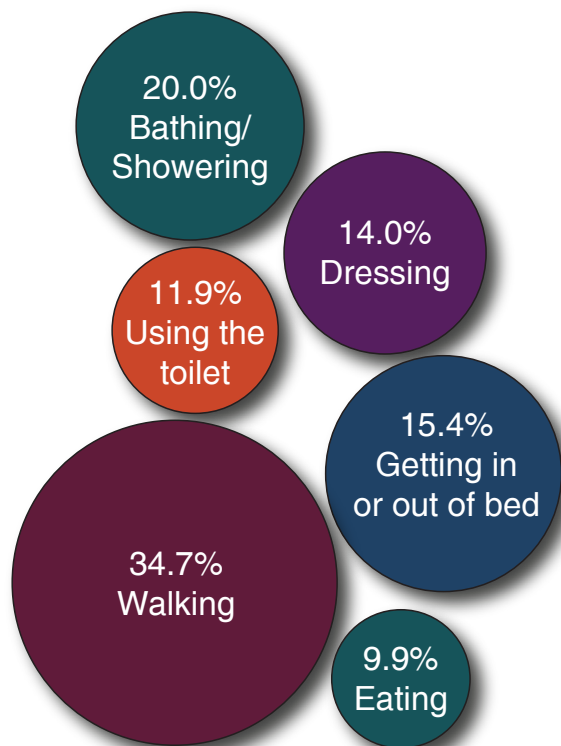 20.0%
Bathing/
Showering
14.0%
Dressing
11.9%
Using the
toilet
15.4%
Getting in
or out of bed
34.7%
Walking
9.9%
Eating